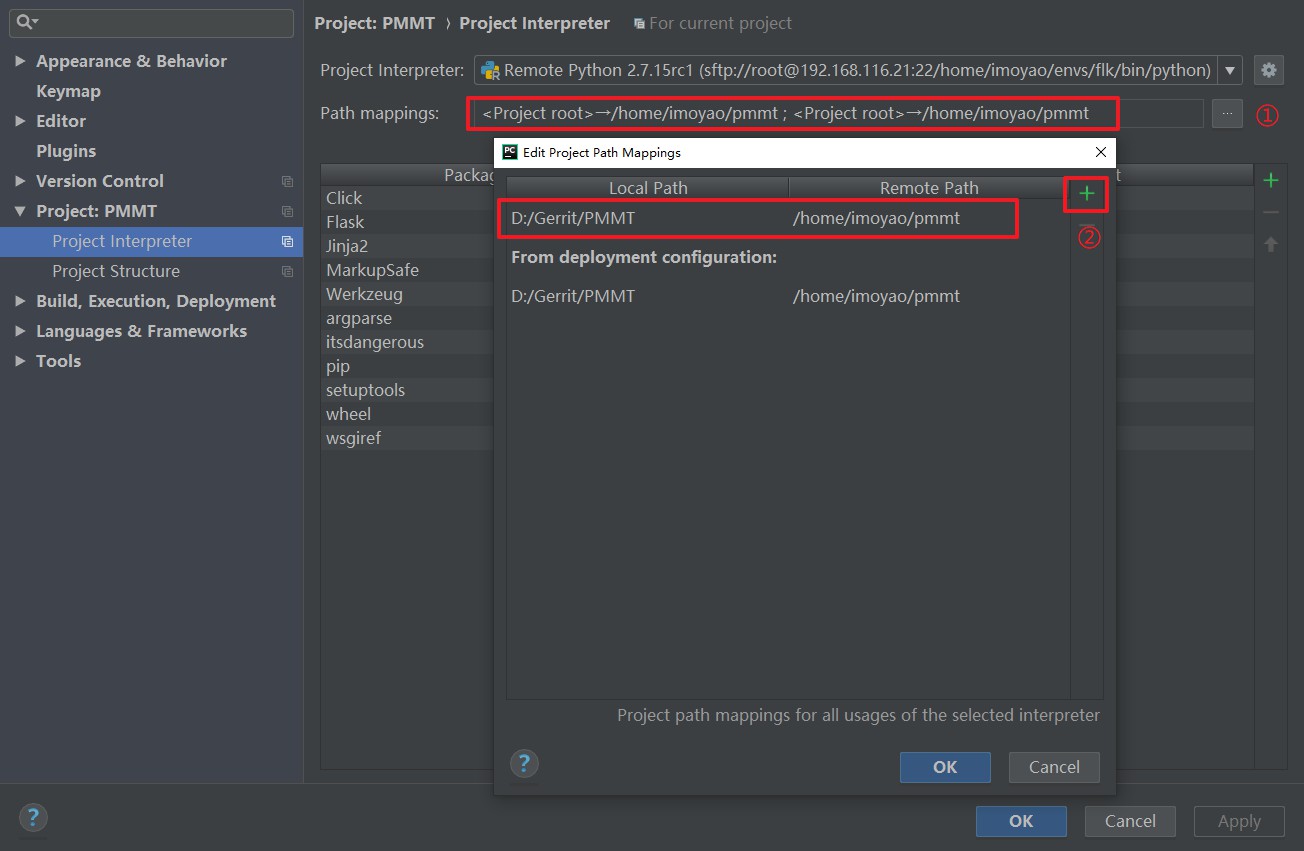 Project: PMMT › Project Interpreter For current project
Appearance & Behavior
Keymap
Editor
Plugins
Version Control
Project: PMMT
Project Interpreter
Project Structure
Build, Execution, Deployment
Languages & Frameworks
Tools
Project Interpreter: Remote Python 2.7.15rc1 (sftp://root@192.168.116.21:22/home/imoyao/envs/flk/bin/python)
Path mappings: <Project root>→/home/imoyao/pmmt ; <Project root>→/home/imoyao/pmmt ... ①
Packag
t
Click
Flask
Jinja2
MarkupSafe
Werkzeug
argparse
itsdangerous
pip
setuptools
wheel
wsgiref
PC Edit Project Path Mappings
Local Path Remote Path
D:/Gerrit/PMMT /home/imoyao/pmmt
②
From deployment configuration:
D:/Gerrit/PMMT /home/imoyao/pmmt
Project path mappings for all usages of the selected interpreter
? OK Cancel
? OK Cancel Apply